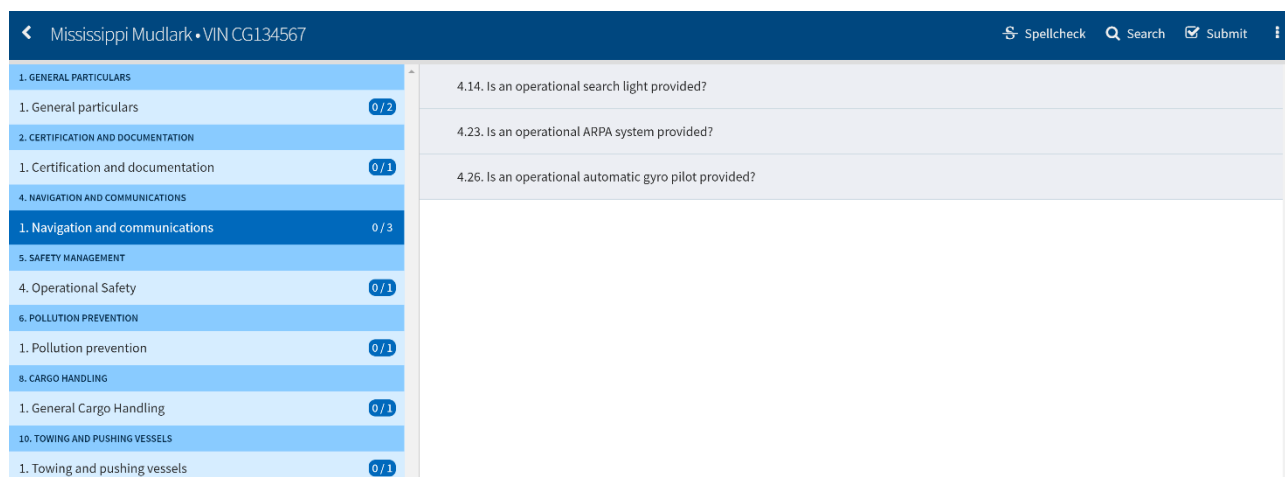 Mississippi Mudlark • VIN CG134567
Spellcheck Search Submit
1. GENERAL PARTICULARS
1. General particulars 0/2
2. CERTIFICATION AND DOCUMENTATION
1. Certification and documentation 0/1
4. NAVIGATION AND COMMUNICATIONS
1. Navigation and communications 0/3
5. SAFETY MANAGEMENT
4. Operational Safety 0/1
6. POLLUTION PREVENTION
1. Pollution prevention 0/1
8. CARGO HANDLING
1. General Cargo Handling 0/1
10. TOWING AND PUSHING VESSELS
1. Towing and pushing vessels 0/1
4.14. Is an operational search light provided?
4.23. Is an operational ARPA system provided?
4.26. Is an operational automatic gyro pilot provided?